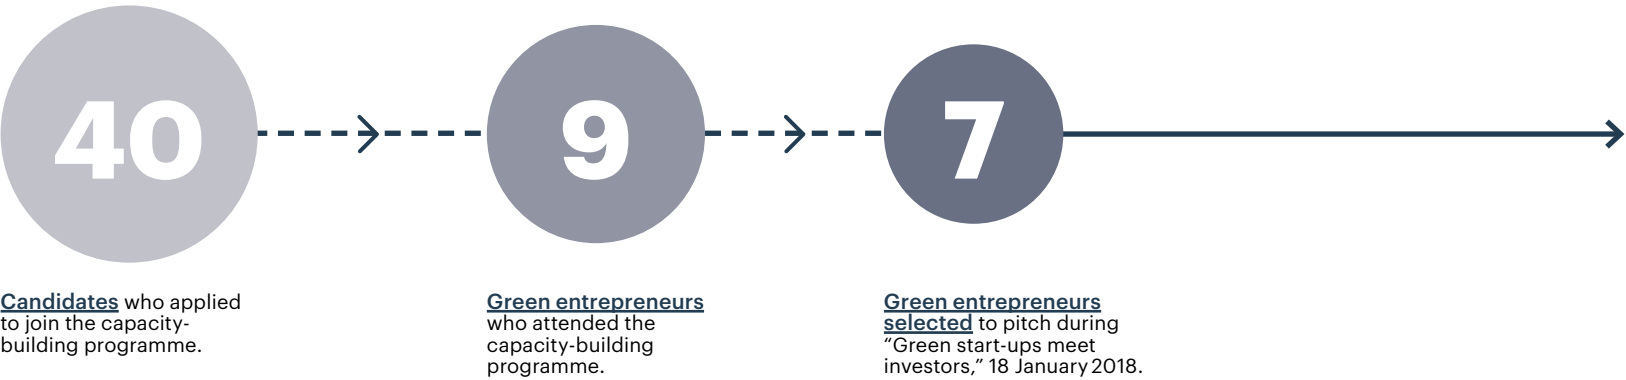 40
9
7
Candidates who applied
to join the capacity-
building programme.
Green entrepreneurs
who attended the
capacity-building
programme.
Green entrepreneurs
selected to pitch during
“Green start-ups meet
investors,” 18 January 2018.